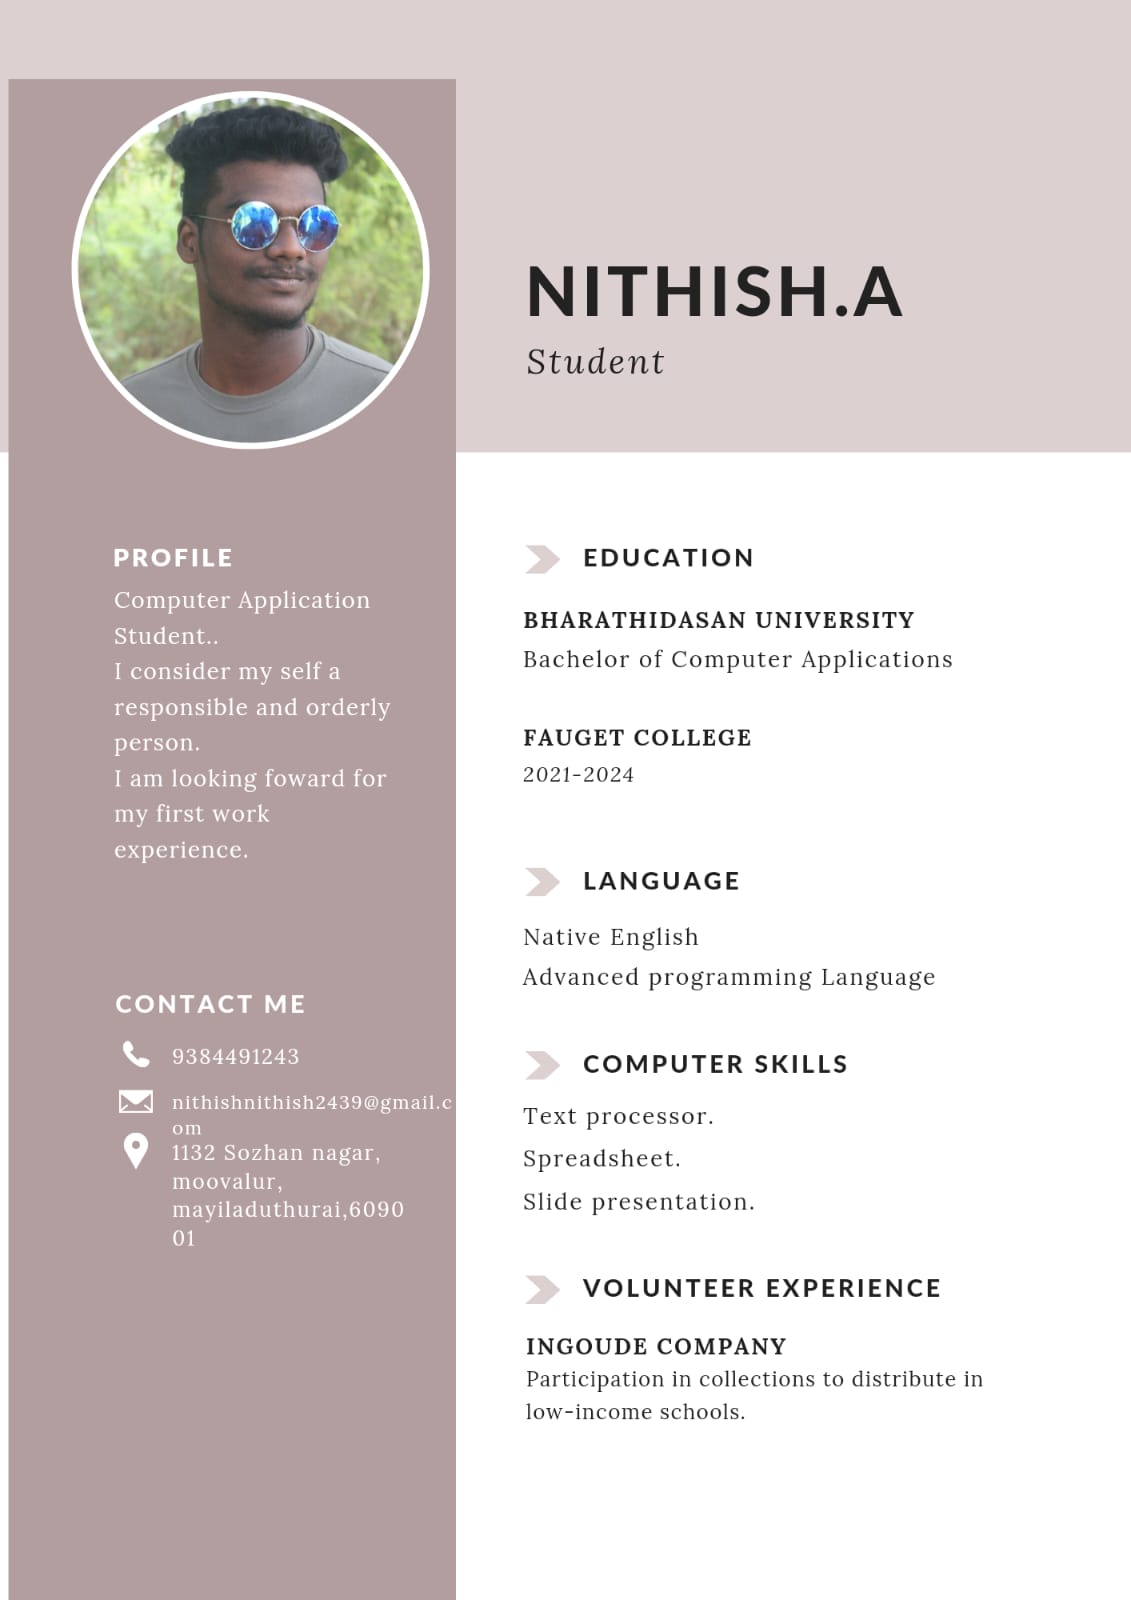 NITHISH.A
Student
PROFILE
Computer Application
Student..
I consider my self a
responsible and orderly
person.
I am looking foward for
my first work
experience.
CONTACT ME
9384491243
nithishnithish2439@gmail.c
om
1132 Sozhan nagar,
moovalur,
mayiladuthurai,6090
01
EDUCATION
BHARATHIDASAN UNIVERSITY
Bachelor of Computer Applications
FAUGET COLLEGE
2021-2024
LANGUAGE
Native English
Advanced programming Language
COMPUTER SKILLS
Text processor.
Spreadsheet.
Slide presentation.
VOLUNTEER EXPERIENCE
INGOUDE COMPANY
Participation in collections to distribute in
low-income schools.